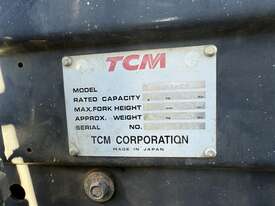 TCM
MODEL
RATED CAPACITY
MAX.FORK HEIGHT
APPROX. WEIGHT
SERIAL NO.
TCM CORPORATION
MADE IN JAPAN